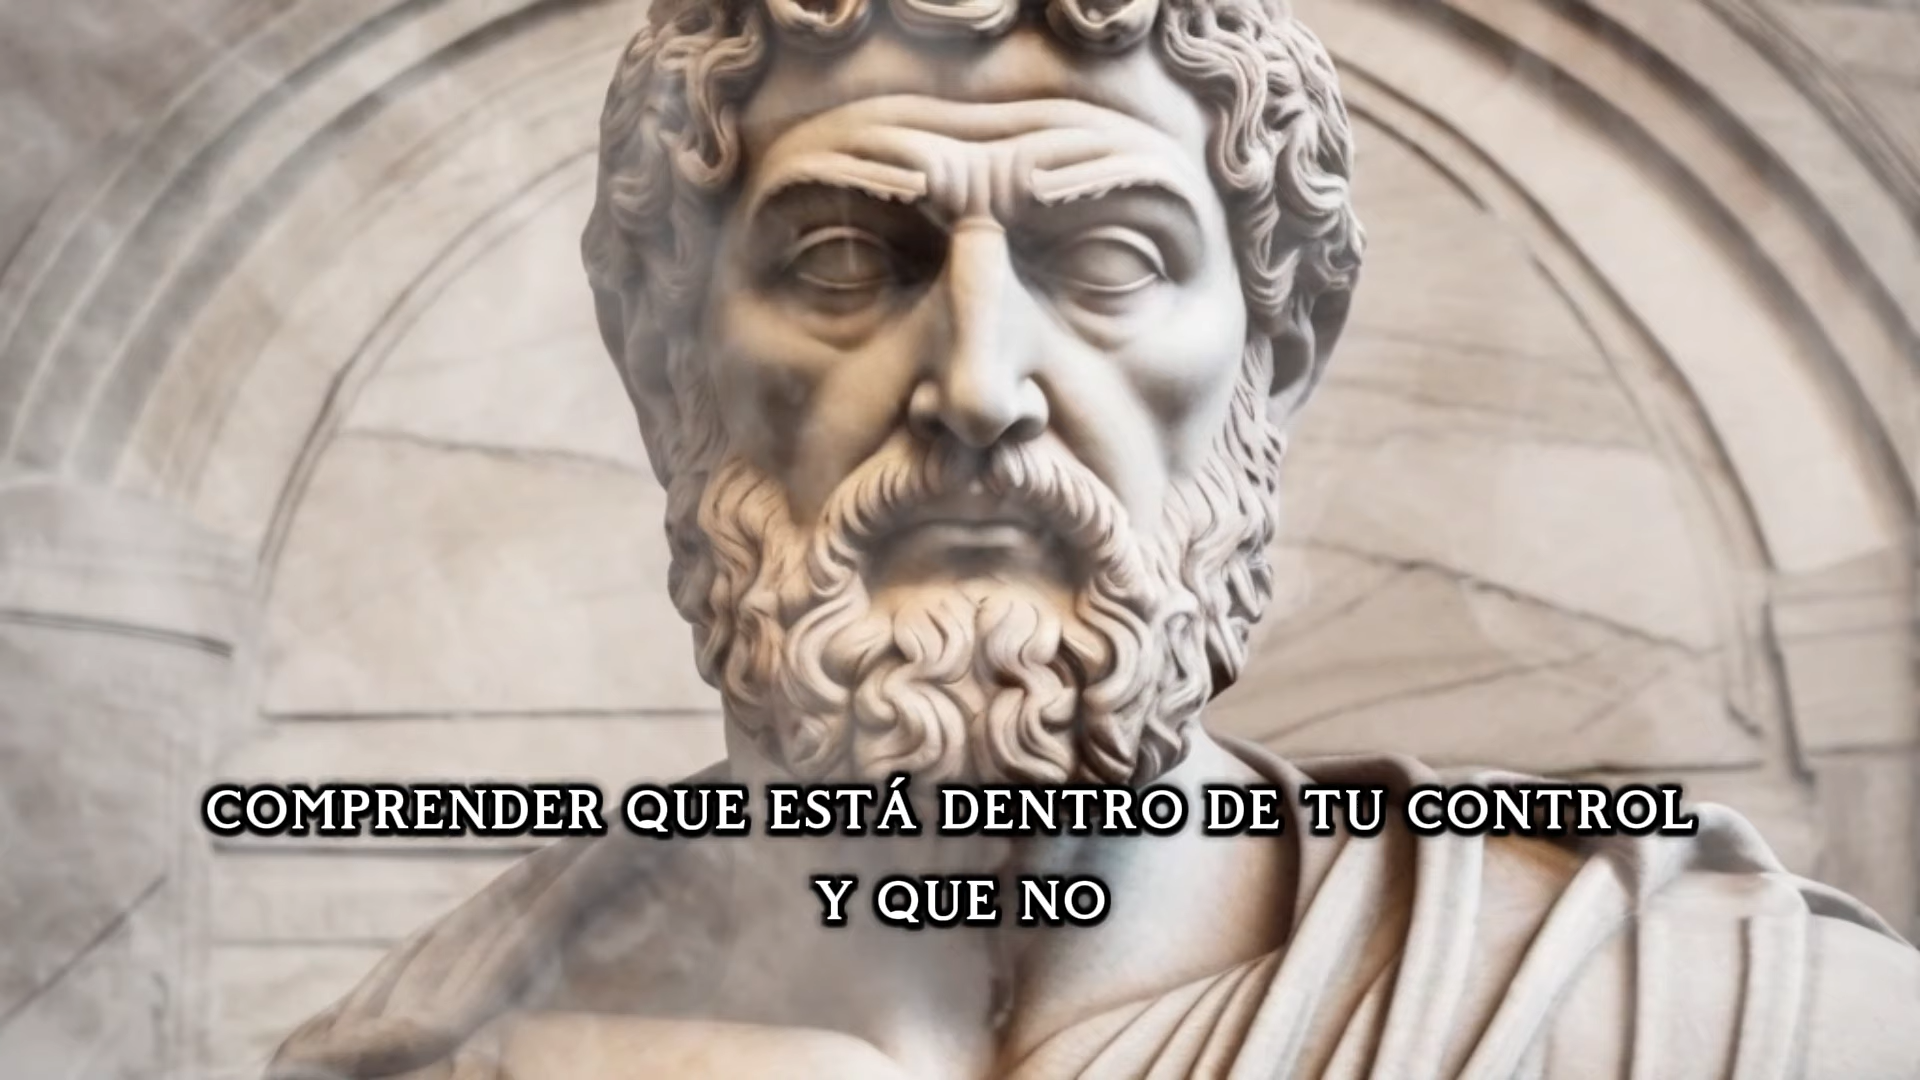 COMPRENDER QUE ESTÁ DENTRO DE TU CONTROL
Y QUE NO